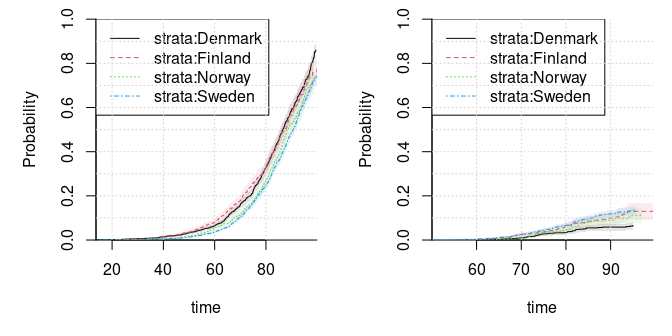 1.0
0.8
0.6
0.4
0.2
0.0
Probability
strata:Denmark
strata:Finland
strata:Norway
strata:Sweden
20 40 60 80
time
1.0
0.8
0.6
0.4
0.2
0.0
Probability
strata:Denmark
strata:Finland
strata:Norway
strata:Sweden
60 70 80 90
time